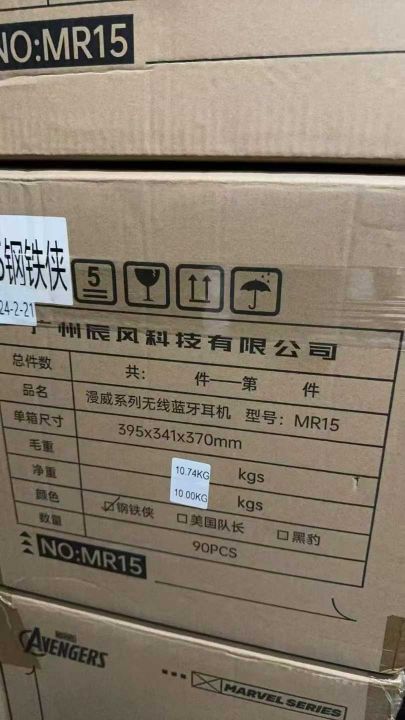 NO:MR15
钢铁侠
24-2-21
5
广州辰风科技有限公司
总件数 共: 件——第 件
品名 漫威系列无线蓝牙耳机 型号: MR15
单箱尺寸 395x341x370mm
毛重 10.74KG kgs
净重 10.00KG kgs
颜色 钢铁侠 美国队长 黑豹
数量 90PCS
NO:MR15
MARVEL
AVENGERS
MARVEL SERIES